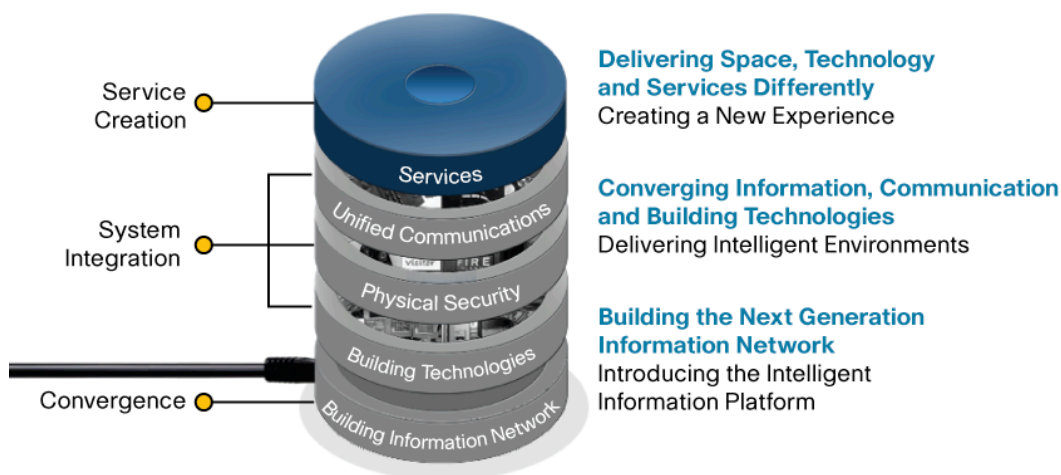 Service
Creation
System
Integration
Convergence
Services
Unified Communications
visitor FIRE
Physical Security
Building Technologies
Building Information Network
Delivering Space, Technology
and Services Differently
Creating a New Experience
Converging Information, Communication
and Building Technologies
Delivering Intelligent Environments
Building the Next Generation
Information Network
Introducing the Intelligent
Information Platform